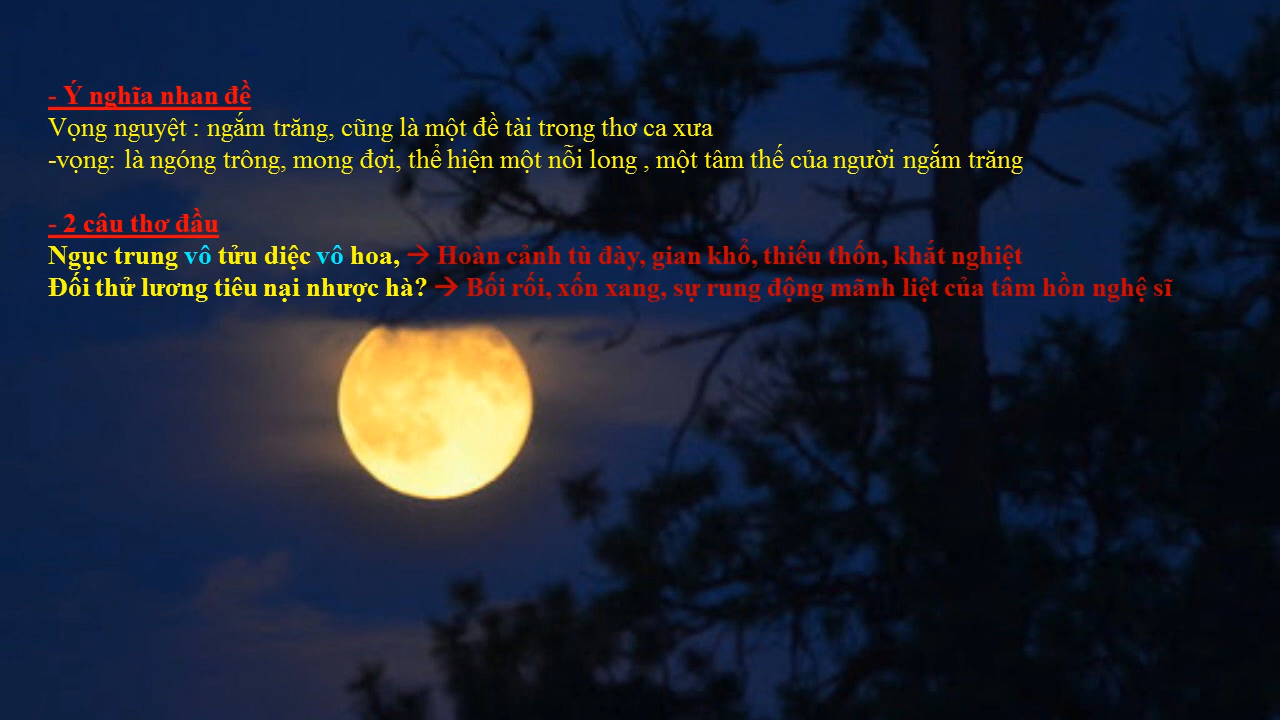 - Ý nghĩa nhan đề
Vọng nguyệt : ngắm trăng, cũng là một đề tài trong thơ ca xưa
-vọng: là ngóng trông, mong đợi, thể hiện một nỗi long , một tâm thế của người ngắm trăng
- 2 câu thơ đầu
Ngục trung vô tửu diệc vô hoa, → Hoàn cảnh tù đày, gian khổ, thiếu thốn, khắt nghiệt
Đối thử lương tiêu nại nhược hà? → Bối rối, xốn xang, sự rung động mãnh liệt của tâm hồn nghệ sĩ